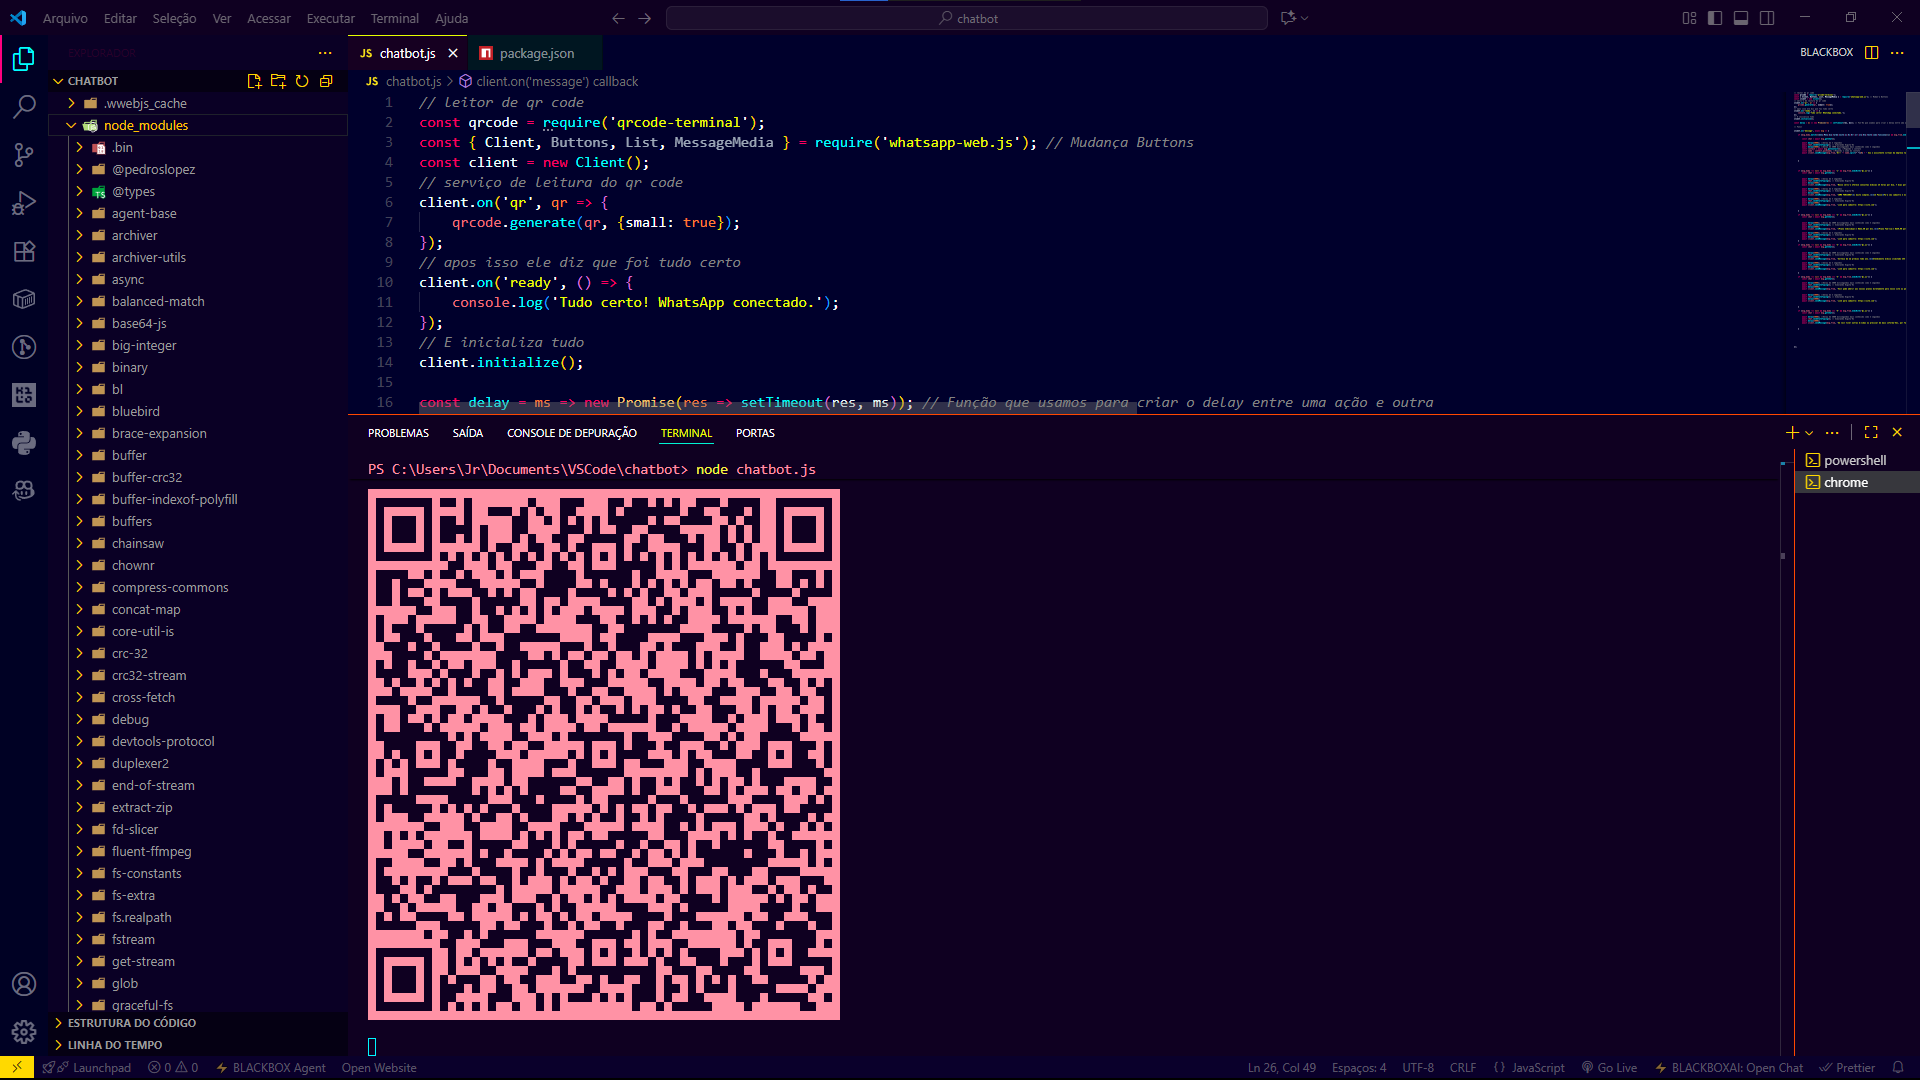 Arquivo Editar Seleção Ver Acessar Executar Terminal Ajuda
chatbot
EXPLORADOR
CHATBOT
.wwebjs_cache
node_modules
.bin
@pedroslopez
@types
agent-base
archiver
archiver-utils
async
balanced-match
base64-js
big-integer
binary
bl
bluebird
brace-expansion
buffer
buffer-crc32
buffer-indexof-polyfill
buffers
chainsaw
chownr
compress-commons
concat-map
core-util-is
crc-32
crc32-stream
cross-fetch
debug
devtools-protocol
duplexer2
end-of-stream
extract-zip
fd-slicer
fluent-ffmpeg
fs-constants
fs-extra
fs.realpath
fstream
get-stream
glob
graceful-fs
ESTRUTURA DO CÓDIGO
LINHA DO TEMPO
JS chatbot.js package.json
BLACKBOX
JS chatbot.js > client.on('message') callback
1 // leitor de qr code
2 const qrcode = require('qrcode-terminal');
3 const { Client, Buttons, List, MessageMedia } = require('whatsapp-web.js'); // Mudança Buttons
4 const client = new Client();
5 // serviço de leitura do qr code
6 client.on('qr', qr => {
7 qrcode.generate(qr, {small: true});
8 });
9 // apos isso ele diz que foi tudo certo
10 client.on('ready', () => {
11 console.log('Tudo certo! WhatsApp conectado.');
12 });
13 // E inicializa tudo
14 client.initialize();
15
16 const delay = ms => new Promise(res => setTimeout(res, ms)); // Função que usamos para criar o delay entre uma ação e outra
PROBLEMAS SAÍDA CONSOLE DE DEPURAÇÃO TERMINAL PORTAS
PS C:\Users\Jr\Documents\VSCode\chatbot> node chatbot.js
powershell
chrome
Launchpad 0 0 BLACKBOX Agent Open Website
Ln 26, Col 49 Espaços: 4 UTF-8 CRLF {} JavaScript Go Live BLACKBOXAI: Open Chat Prettier